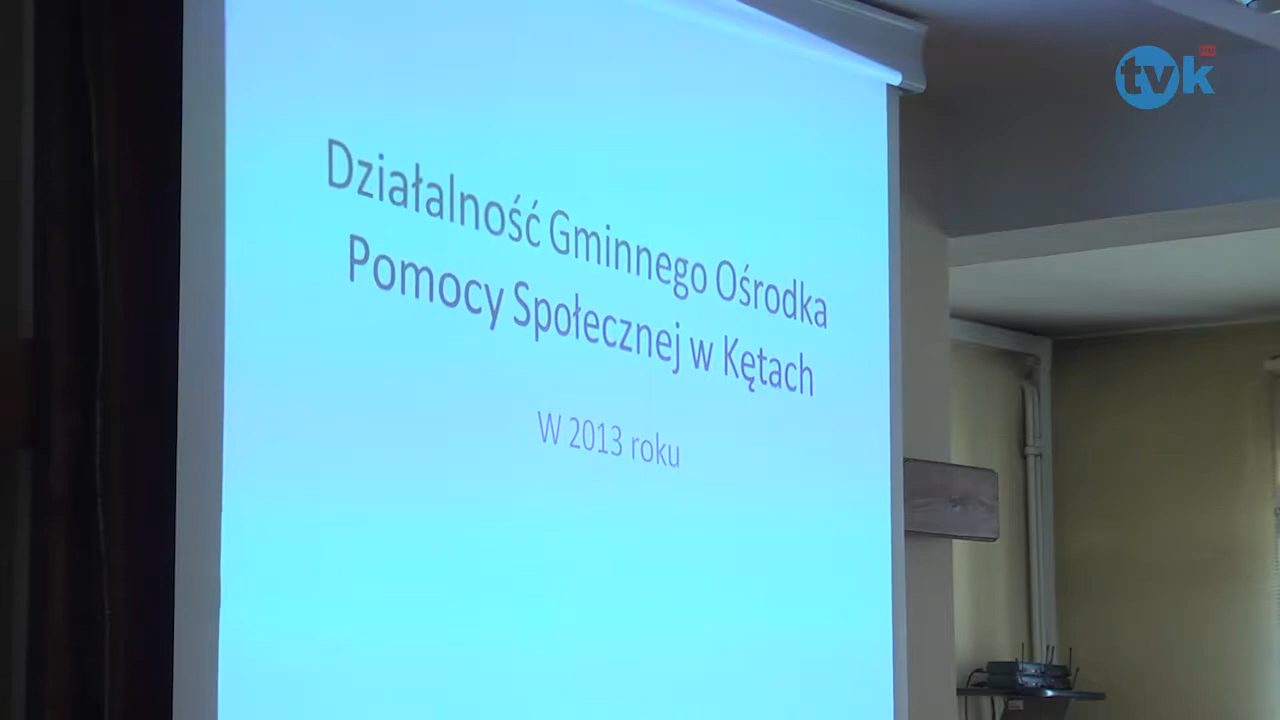 Działalność Gminnego Ośrodka
Pomocy Społecznej w Kętach
W 2013 roku
tvk